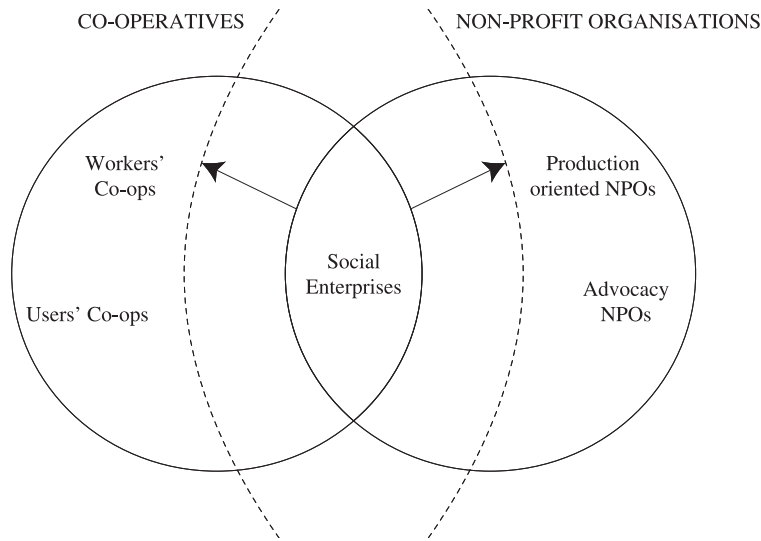 CO-OPERATIVES
NON-PROFIT ORGANISATIONS
Workers’
Co-ops
Production
oriented NPOs
Social
Enterprises
Users’ Co-ops
Advocacy
NPOs